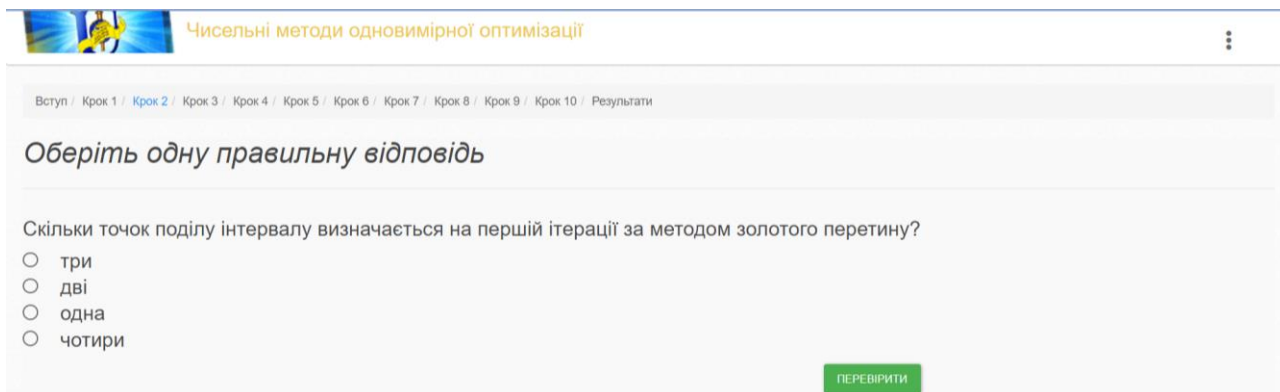 Чисельні методи одновимірної оптимізації
Вступ / Крок 1 / Крок 2 / Крок 3 / Крок 4 / Крок 5 / Крок 6 / Крок 7 / Крок 8 / Крок 9 / Крок 10 / Результати
Оберіть одну правильну відповідь
Скільки точок поділу інтервалу визначається на першій ітерації за методом золотого перетину?
три
дві
одна
чотири
ПЕРЕВІРИТИ